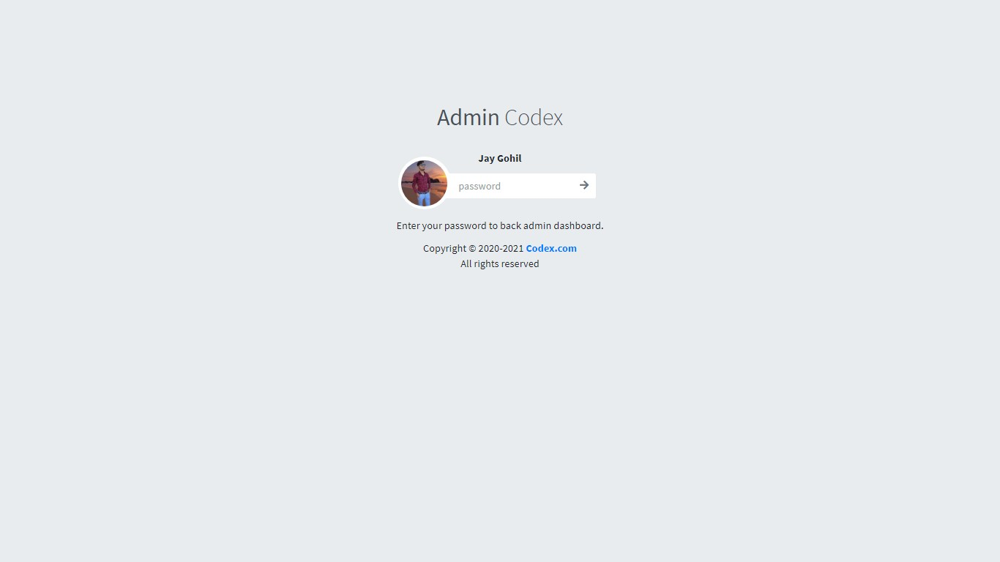 Admin Codex
Jay Gohil
password
Enter your password to back admin dashboard.
Copyright © 2020-2021 Codex.com
All rights reserved